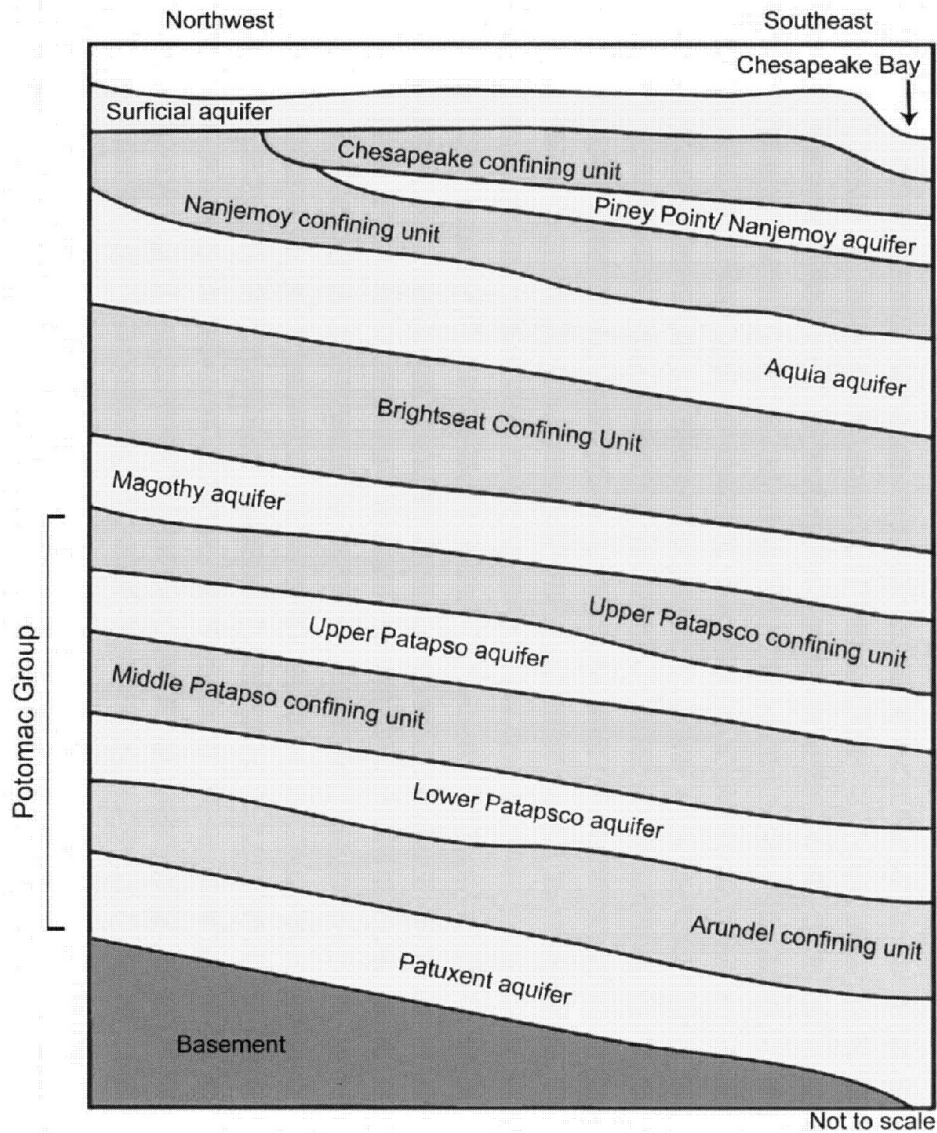 Northwest
Southeast
Chesapeake Bay
Surficial aquifer
Chesapeake confining unit
Nanjemoy confining unit
Piney Point/ Nanjemoy aquifer
Aquia aquifer
Brightseat Confining Unit
Magothy aquifer
Upper Patapsco confining unit
Upper Patapso aquifer
Middle Patapso confining unit
Potomac Group
Lower Patapsco aquifer
Arundel confining unit
Patuxent aquifer
Basement
Not to scale